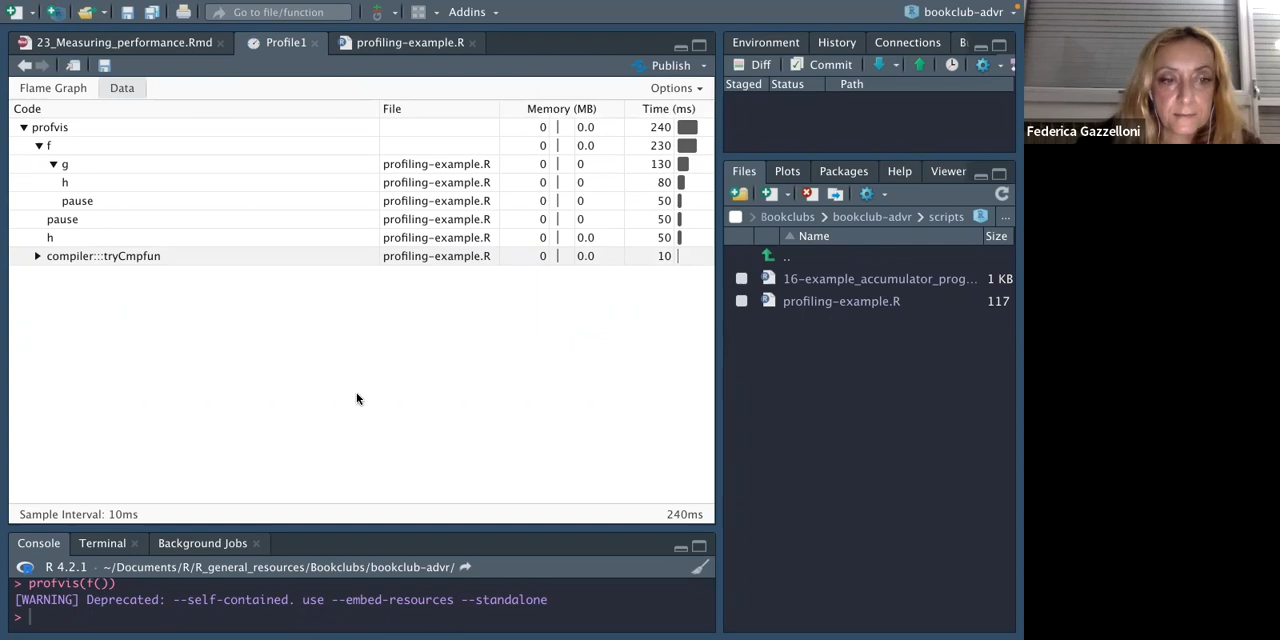 Go to file/function
Addins
bookclub-advr
23_Measuring_performance.Rmd
Profile1
profiling-example.R
Publish
Flame Graph
Data
Options
Code
File
Memory (MB)
Time (ms)
profvis
0
0.0
240
f
0
0.0
230
g
profiling-example.R
0
0
130
h
profiling-example.R
0
0
80
pause
profiling-example.R
0
0
50
pause
profiling-example.R
0
0
50
h
profiling-example.R
0
0.0
50
compiler:::tryCmpfun
profiling-example.R
0
0.0
10
Sample Interval: 10ms
240ms
Console
Terminal
Background Jobs
R 4.2.1 · ~/Documents/R/R_general_resources/Bookclubs/bookclub-advr/
> profvis(f())
[WARNING] Deprecated: --self-contained. use --embed-resources --standalone
>
Environment
History
Connections
Diff
Commit
Staged
Status
Path
Files
Plots
Packages
Help
Viewer
Bookclubs
bookclub-advr
scripts
...
Name
Size
..
16-example_accumulator_prog...
1 KB
profiling-example.R
117
Federica Gazzelloni